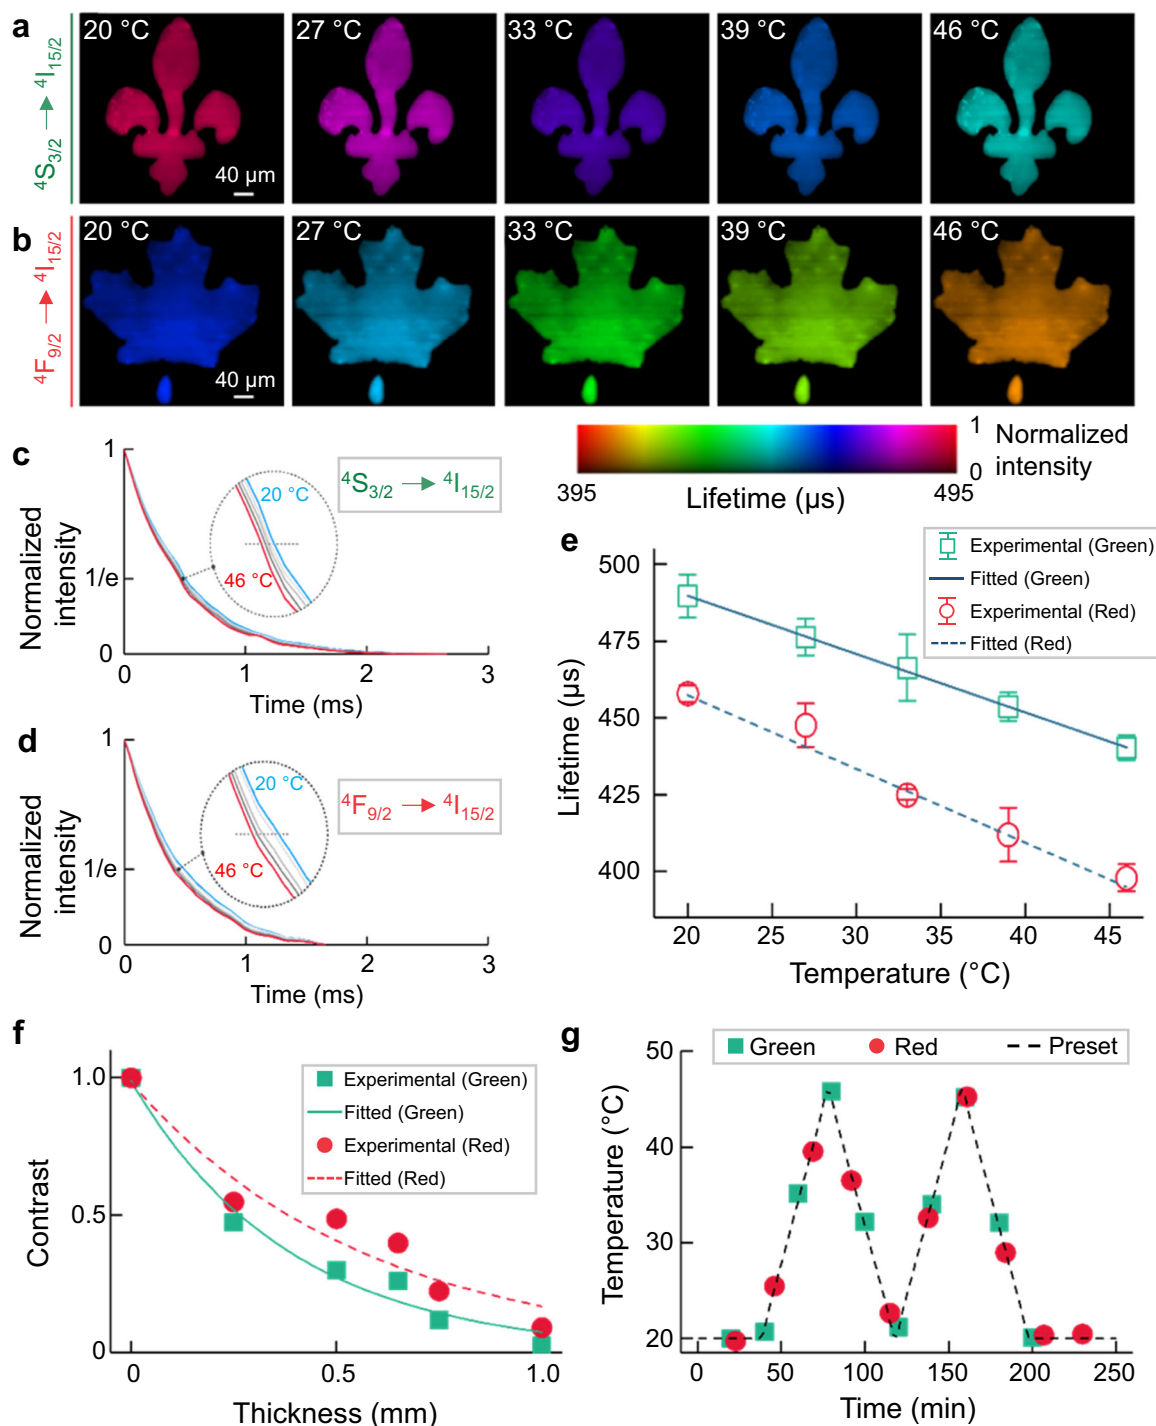 a
20 °C
27 °C
33 °C
39 °C
46 °C
⁴S₃/₂ → ⁴I₁₅/₂
40 µm
b
20 °C
27 °C
33 °C
39 °C
46 °C
⁴F₉/₂ → ⁴I₁₅/₂
40 µm
1
0
Normalized
intensity
395
Lifetime (µs)
495
c
1
1/e
0
Normalized
intensity
20 °C
46 °C
⁴S₃/₂ → ⁴I₁₅/₂
0
1
2
3
Time (ms)
d
1
1/e
0
Normalized
intensity
20 °C
46 °C
⁴F₉/₂ → ⁴I₁₅/₂
0
1
2
3
Time (ms)
e
Experimental (Green)
Fitted (Green)
Experimental (Red)
Fitted (Red)
500
475
450
425
400
Lifetime (µs)
20
25
30
35
40
45
Temperature (°C)
f
Experimental (Green)
Fitted (Green)
Experimental (Red)
Fitted (Red)
1.0
0.5
0
Contrast
0
0.5
1.0
Thickness (mm)
g
Green
Red
Preset
50
40
30
20
Temperature (°C)
0
50
100
150
200
250
Time (min)